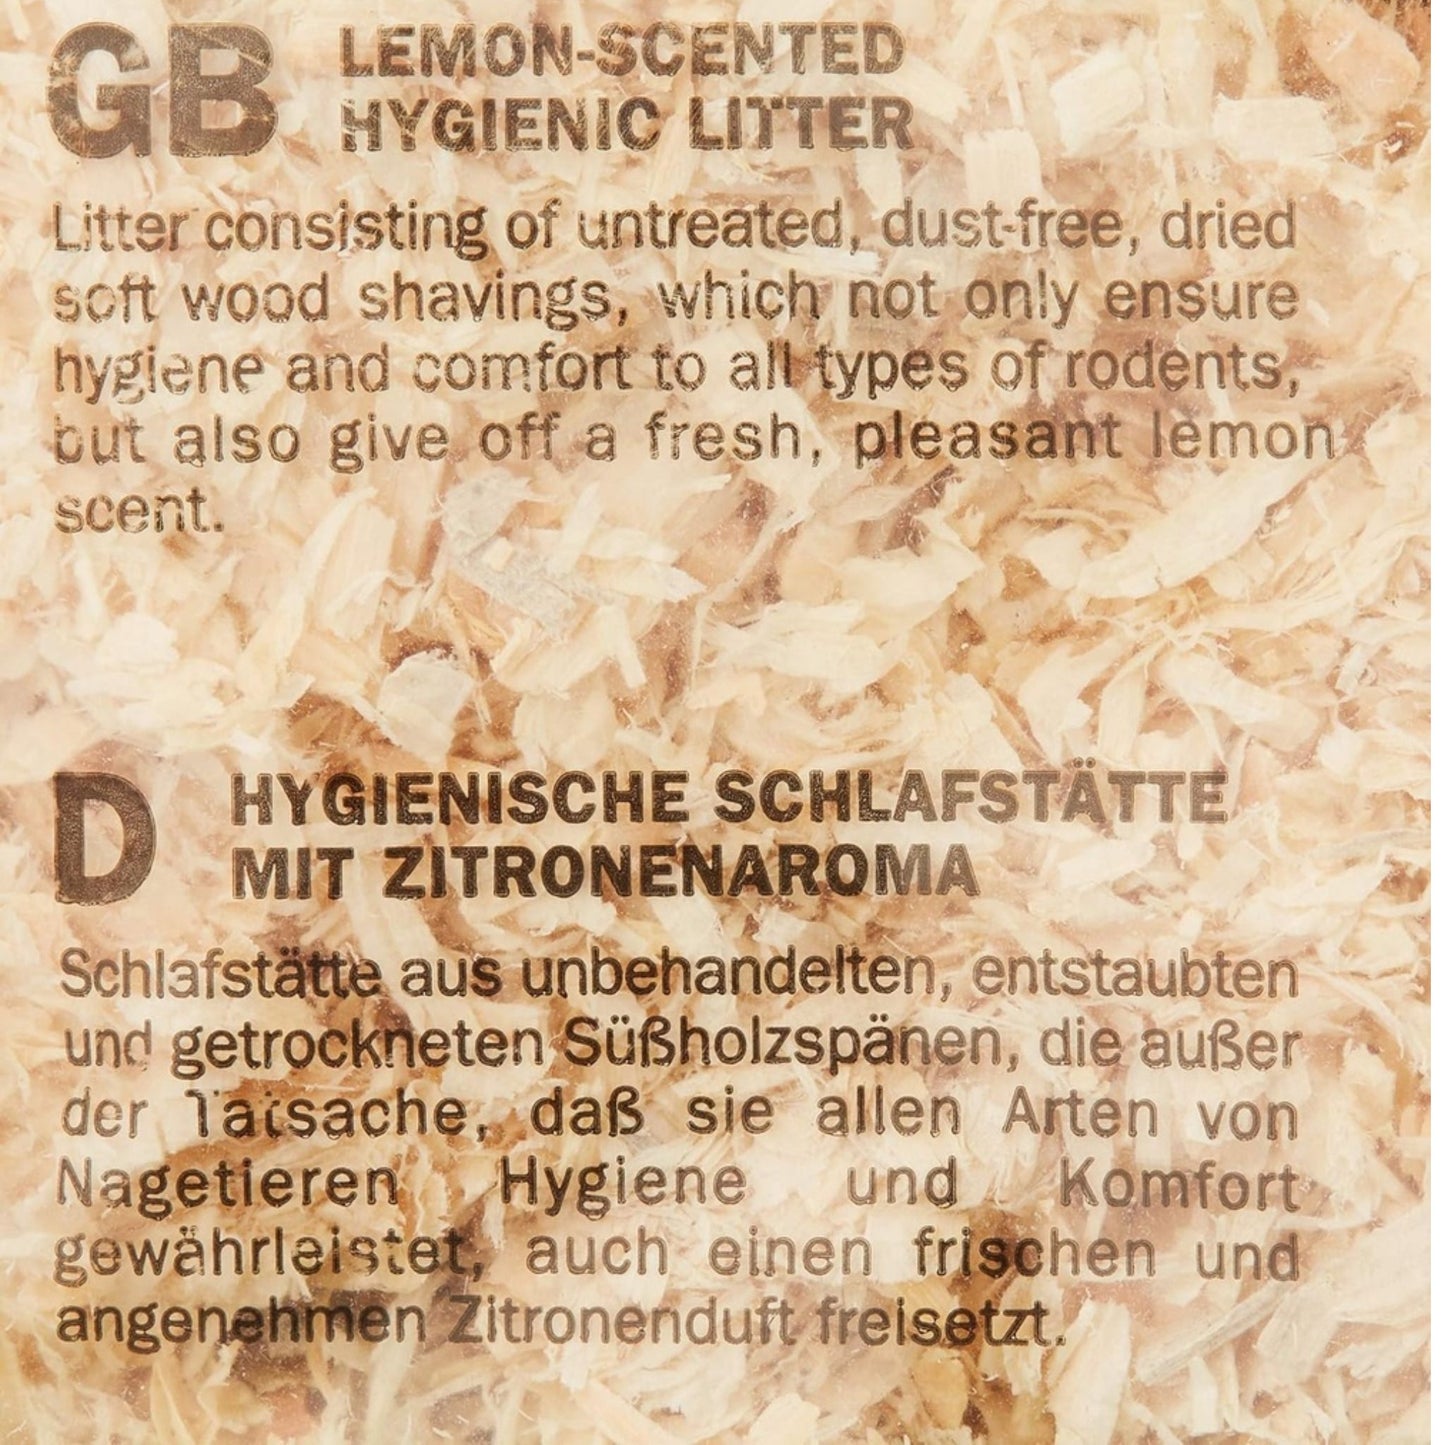 GB LEMON-SCENTED
HYGIENIC LITTER
Litter consisting of untreated, dust-free, dried
soft wood shavings, which not only ensure
hygiene and comfort to all types of rodents,
but also give off a fresh, pleasant lemon
scent.
D HYGIENISCHE SCHLAFSTÄTTE
MIT ZITRONENAROMA
Schlafstätte aus unbehandelten, entstaubten
und getrockneten Süßholzspänen, die außer
der Tatsache, daß sie allen Arten von
Nagetieren Hygiene und Komfort
gewährleistet, auch einen frischen und
angenehmen Zitronenduft freisetzt.